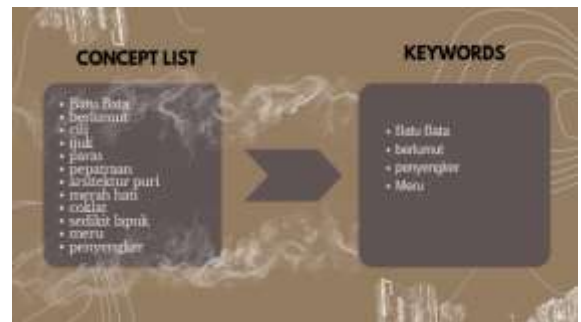 CONCEPT LIST
• Batu Bata
• berlumut
• cili
• ijuk
• paras
• pepatraan
• arsitektur puri
• merah hati
• coklat
• sedikit lapuk
• meru
• penyengker
KEYWORDS
• Batu Bata
• berlumut
• penyengker
• Meru